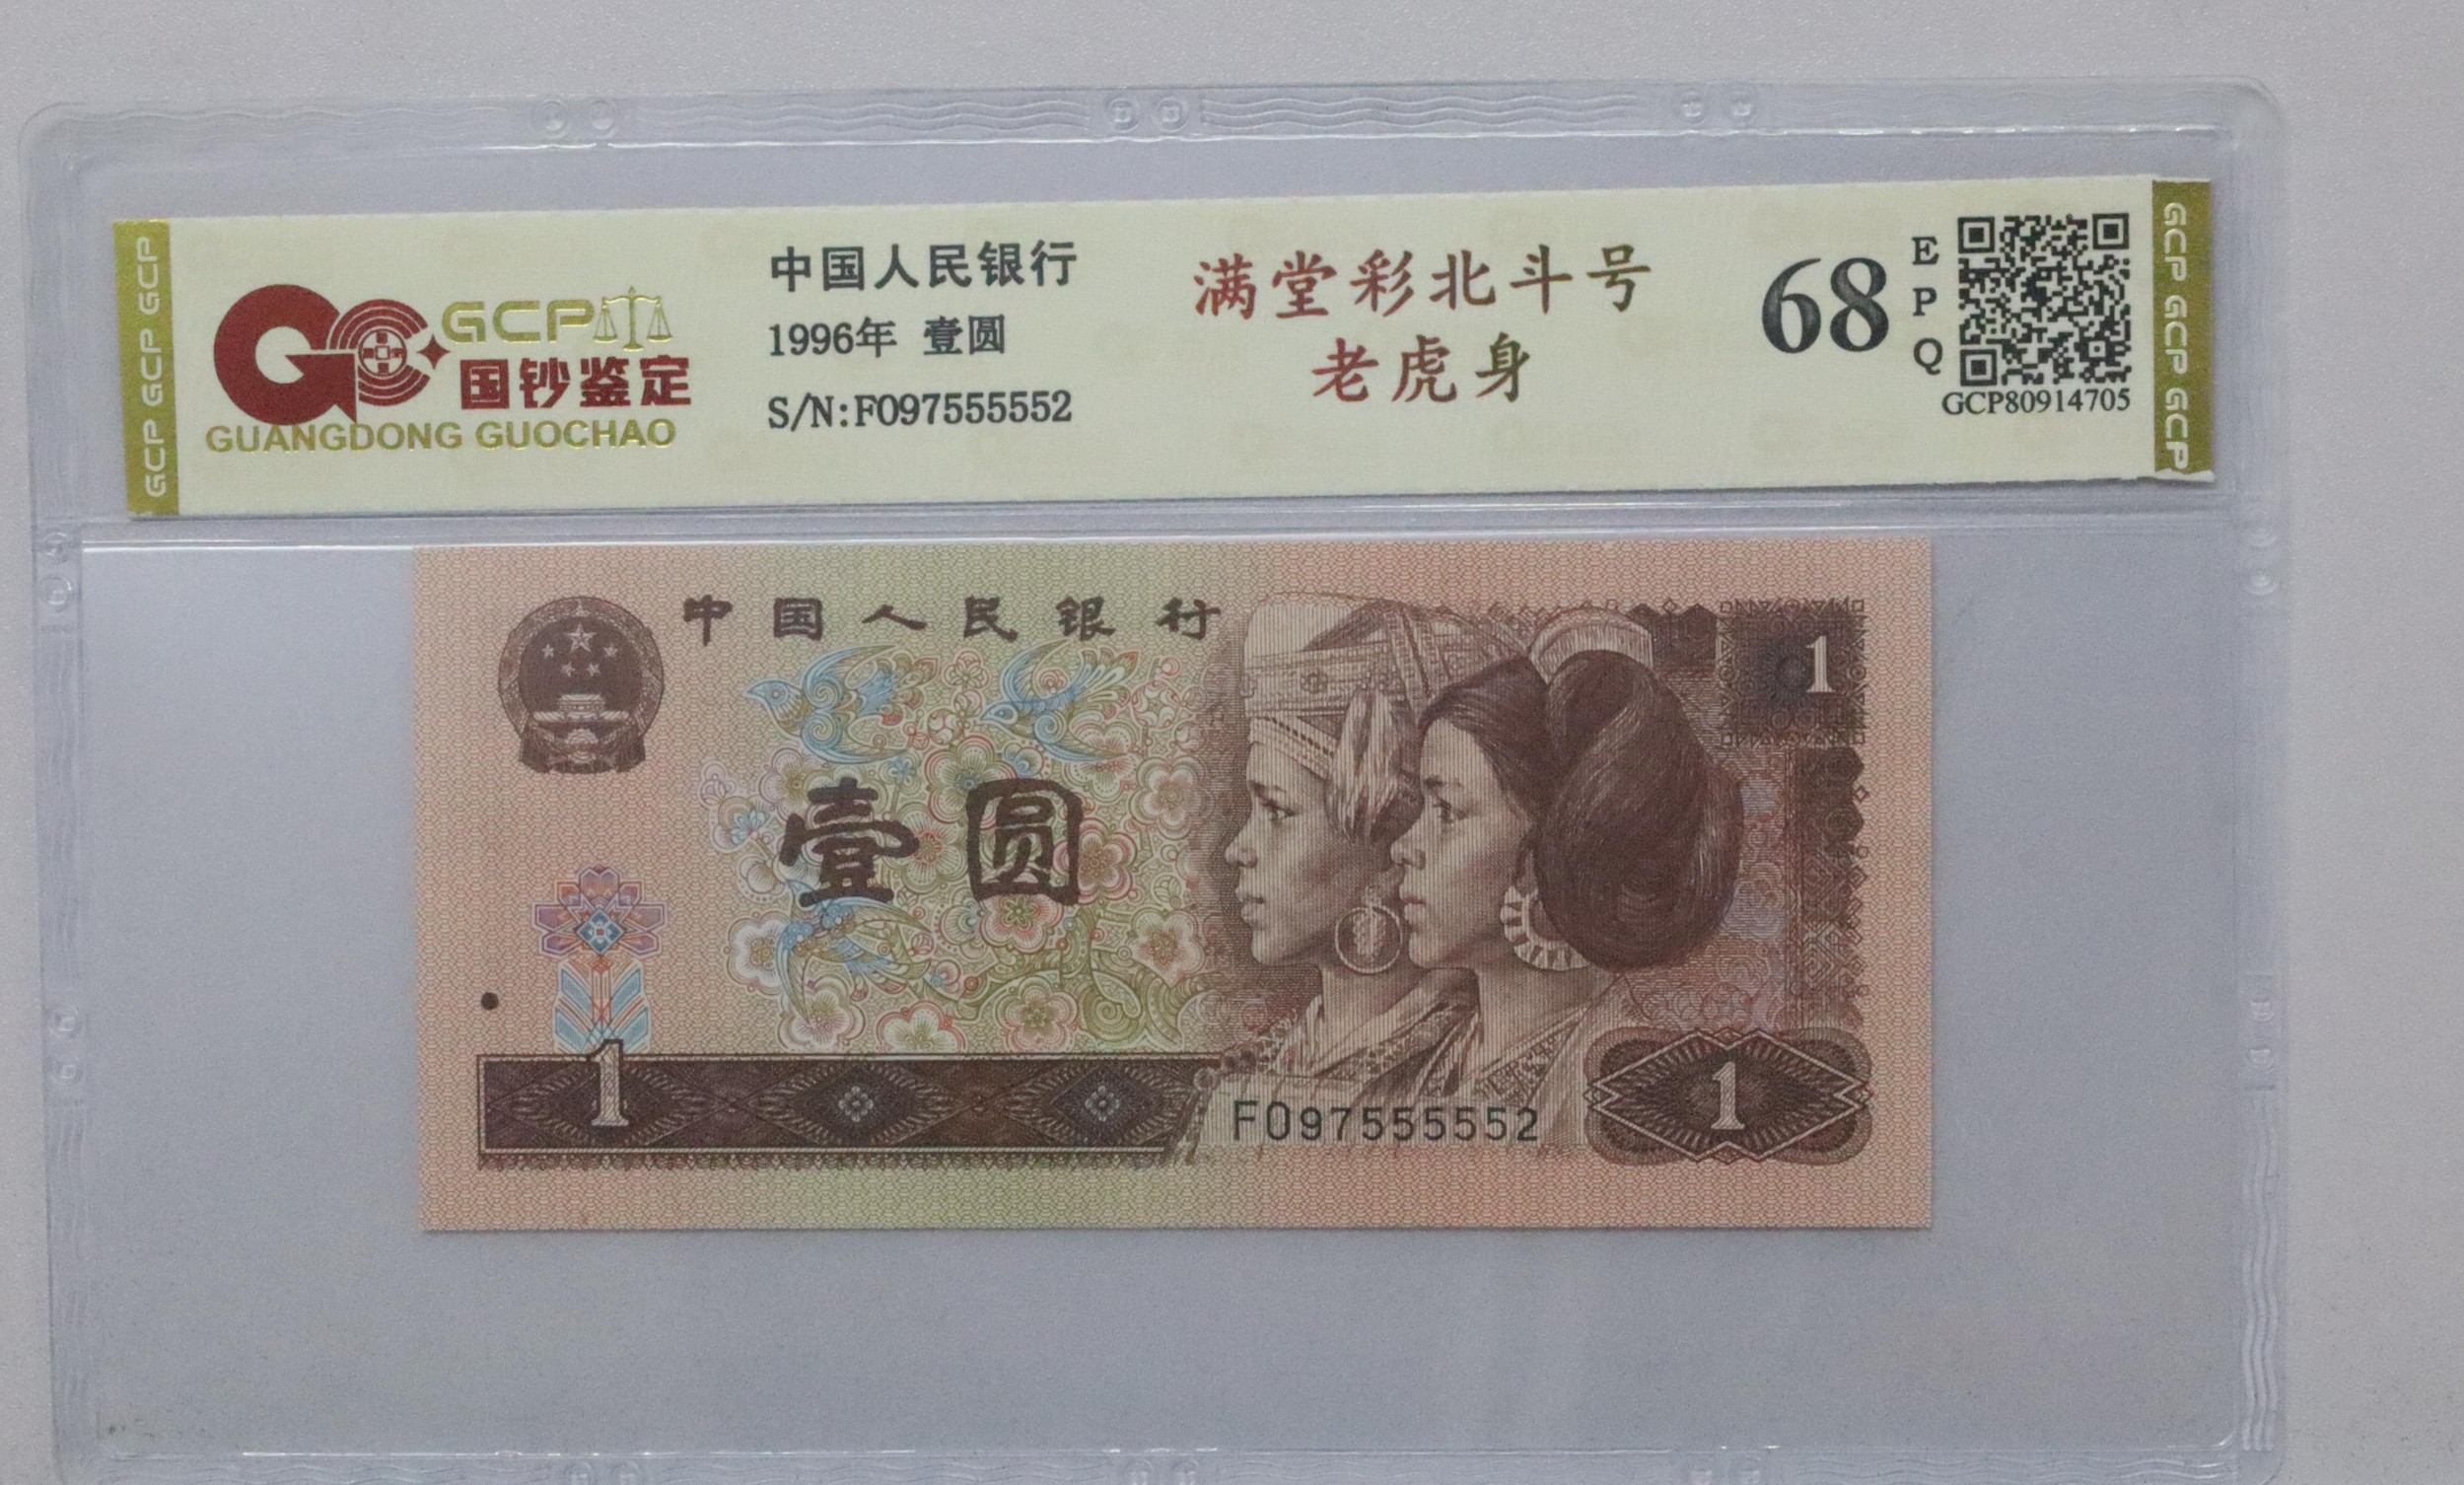 GCP GCP GCP
GCP
国钞鉴定
GUANGDONG GUOCHAO
中国人民银行
1996年 壹圆
S/N:FO97555552
满堂彩北斗号
老虎身
68
E
P
Q
GCP80914705
GCP GCP GCP
中国人民银行
1
壹圆
1
FO97555552
1